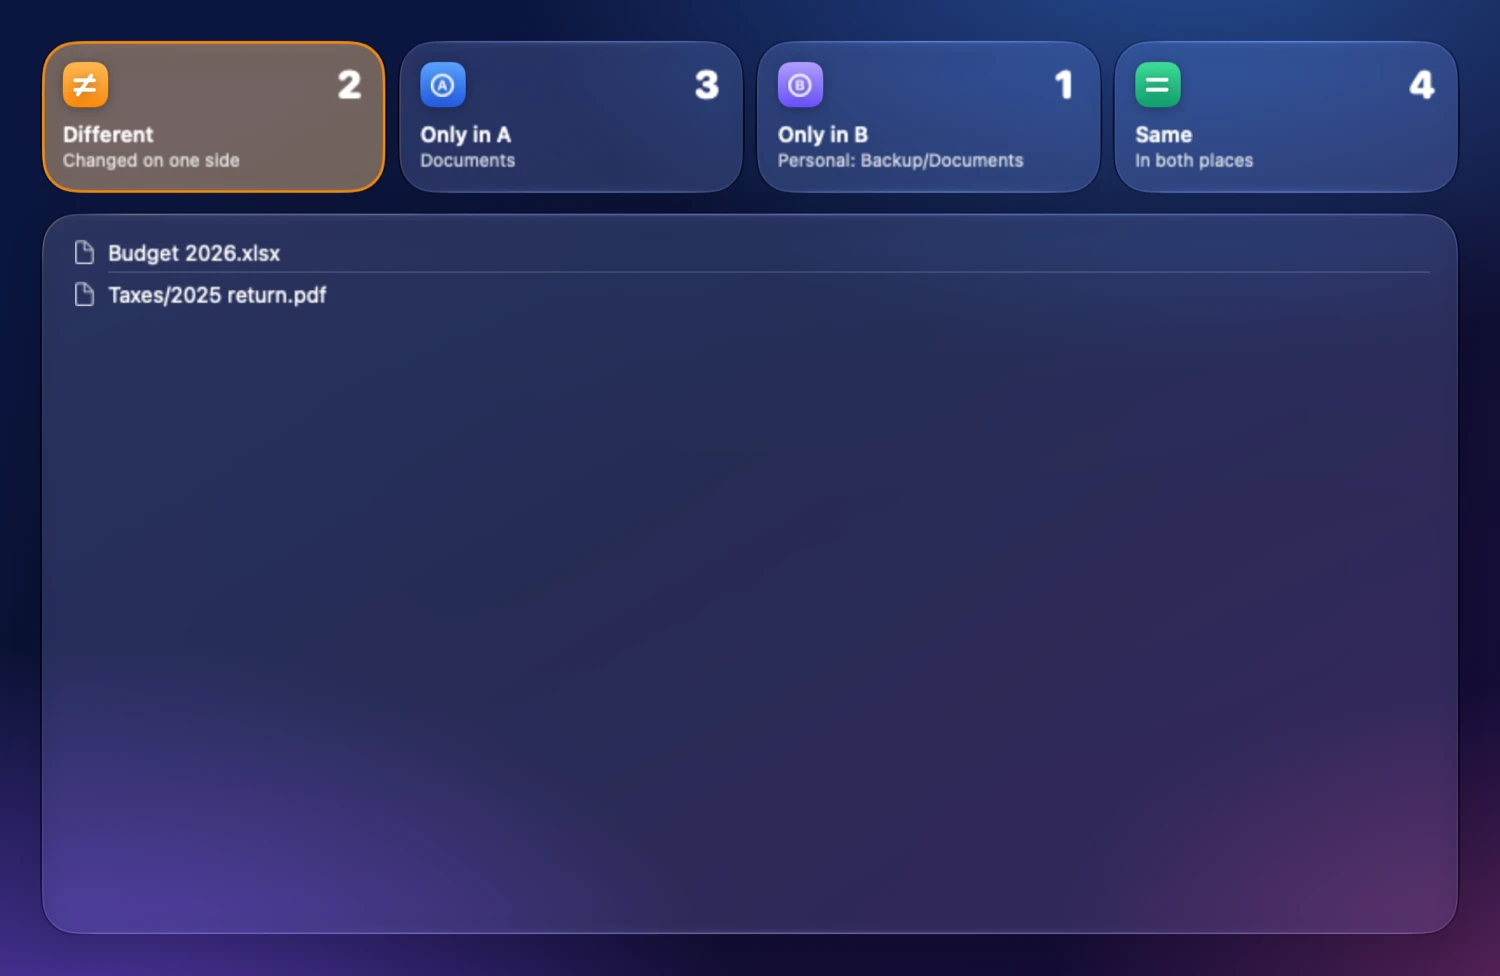 ≠
2
Different
Changed on one side
A
3
Only in A
Documents
B
1
Only in B
Personal: Backup/Documents
=
4
Same
In both places
Budget 2026.xlsx
Taxes/2025 return.pdf